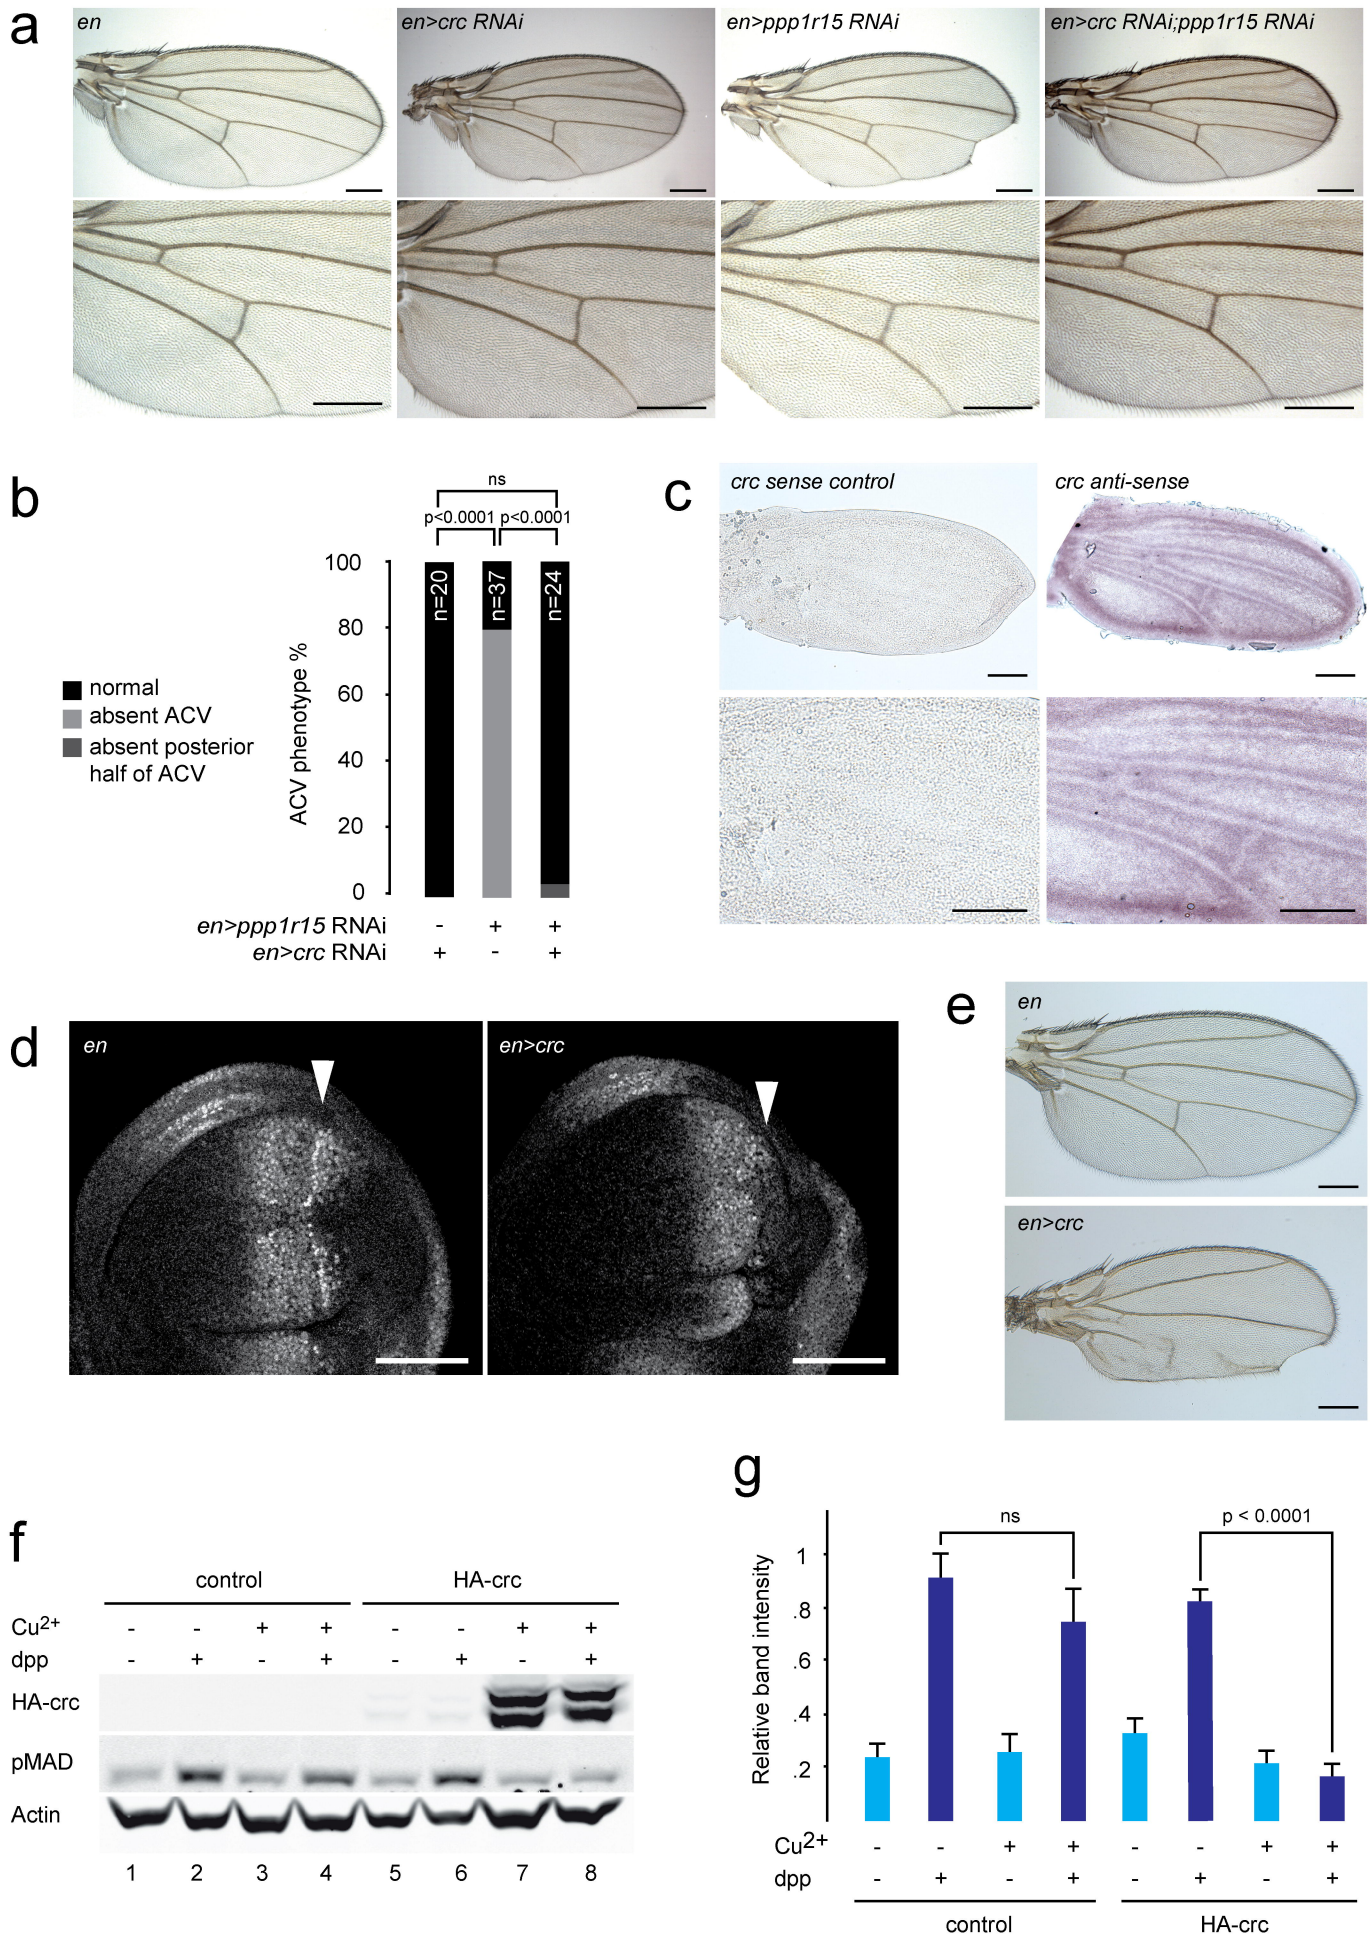 a
en
en>crc RNAi
en>ppp1r15 RNAi
en>crc RNAi;ppp1r15 RNAi
b
ns
p<0.0001 p<0.0001
100
80
60
40
20
0
ACV phenotype %
n=20
n=37
n=24
normal
absent ACV
absent posterior
half of ACV
en>ppp1r15 RNAi - + +
en>crc RNAi + - +
c
crc sense control
crc anti-sense
d
en
en>crc
e
en
en>crc
f
control HA-crc
Cu2+ - - + + - - + +
dpp - + - + - + - +
HA-crc
pMAD
Actin
1 2 3 4 5 6 7 8
g
ns
p < 0.0001
Relative band intensity
1
.8
.6
.4
.2
Cu2+ - - + + - - + +
dpp - + - + - + - +
control HA-crc